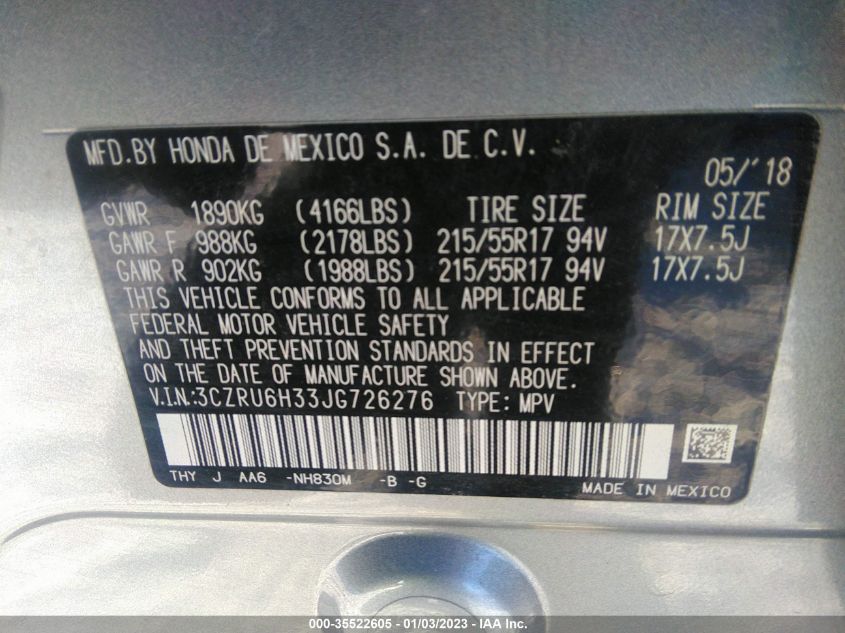 MFD.BY HONDA DE MEXICO S.A. DE C.V.
05/'18
GVWR 1890KG (4166LBS) TIRE SIZE RIM SIZE
GAWR F 988KG (2178LBS) 215/55R17 94V 17X7.5J
GAWR R 902KG (1988LBS) 215/55R17 94V 17X7.5J
THIS VEHICLE CONFORMS TO ALL APPLICABLE
FEDERAL MOTOR VEHICLE SAFETY
AND THEFT PREVENTION STANDARDS IN EFFECT
ON THE DATE OF MANUFACTURE SHOWN ABOVE.
V.I.N.:3CZRU6H33JG726276 TYPE: MPV
THY J AA6 -NH830M -B -G
MADE IN MEXICO
000-35522605 - 01/03/2023 - IAA Inc.